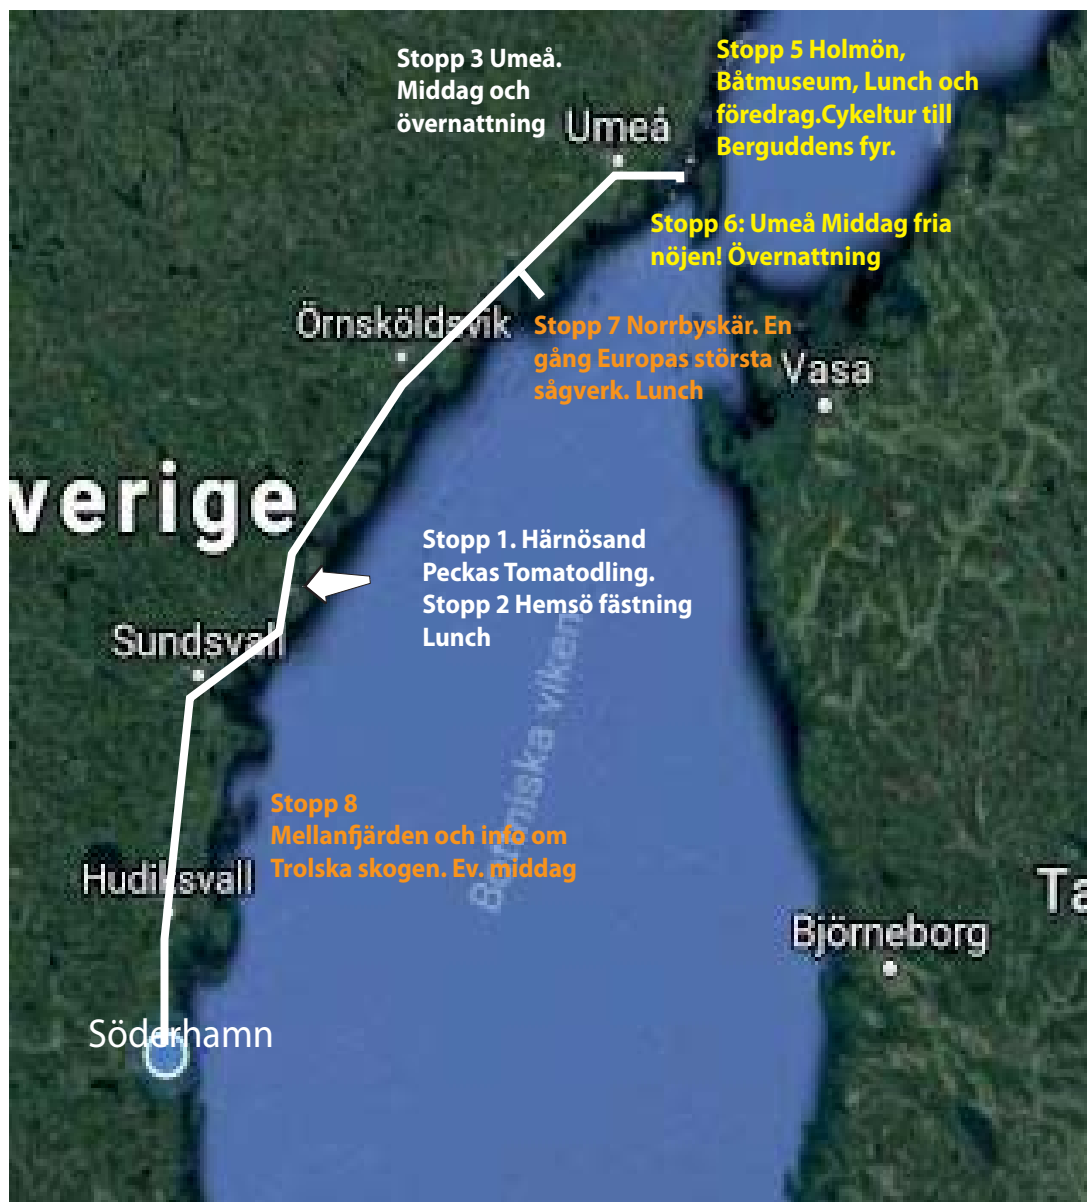 Stopp 3 Umeå.
Middag och
övernattning
Umeå
Stopp 5 Holmön,
Båtmuseum, Lunch och
föredrag.Cykeltur till
Berguddens fyr.
Stopp 6: Umeå Middag fria
nöjen! Övernattning
Örnsköldsvik
Stopp 7 Norrbyskär. En
gång Europas största
sågverk. Lunch
Vasa
verige
Stopp 1. Härnösand
Peckas Tomatodling.
Stopp 2 Hemsö fästning
Lunch
Sundsvall
Bottniska viken
Stopp 8
Mellanfjärden och info om
Trolska skogen. Ev. middag
Hudiksvall
Ta
Björneborg
Söderhamn